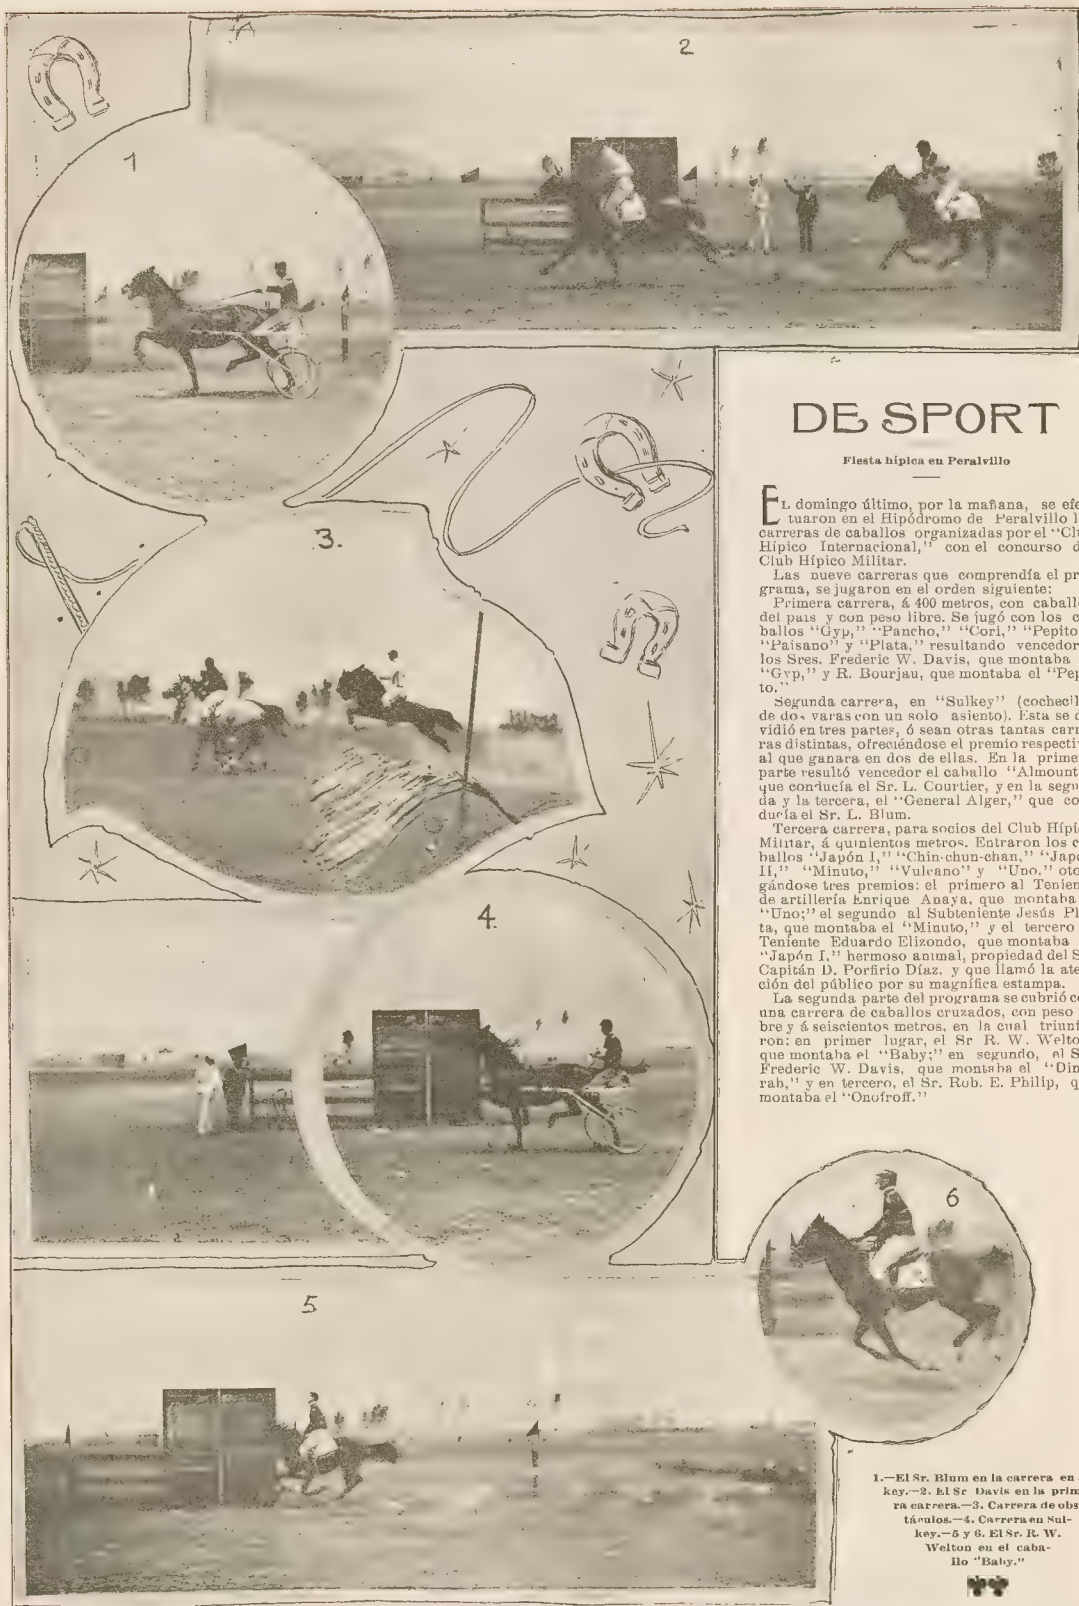 1
2
3.
4.
5
6
DE SPORT
Fiesta hípica en Peralvillo
EL domingo último, por la mañana, se efe
tuaron en el Hipódromo de Peralvillo l
carreras de caballos organizadas por el “Cl
Hípico Internacional,” con el concurso d
Club Hípico Militar.
Las nueve carreras que comprendía el pr
grama, se jugaron en el orden siguiente:
Primera carrera, á 400 metros, con caball
del pais y con peso libre. Se jugó con los c
ballos “Gyp,” “Pancho,” “Cori,” “Pepito
“Paisano” y “Plata,” resultando vencedor
los Sres. Frederic W. Davis, que montaba
“Gyp,” y R. Bourjau, que montaba el “Pep
to.”
Segunda carrera, en “Sulkey” (cochecil
de dos varas con un solo asiento). Esta se d
vidió en tres partes, ó sean otras tantas carr
ras distintas, ofreciéndose el premio respecti
al que ganara en dos de ellas. En la prime
parte resultó vencedor el caballo “Almount
que conducía el Sr. L. Courtier, y en la segu
da y la tercera, el “General Alger,” que co
ducía el Sr. L. Blum.
Tercera carrera, para socios del Club Hípi
Militar, á quinientos metros. Entraron los c
ballos “Japón I,” “Chin-chun-chan,” “Japó
II,” “Minuto,” “Vulcano” y “Uno.” oto
gándose tres premios: el primero al Tenien
de artillería Enrique Anaya, que montaba
“Uno;” el segundo al Subteniente Jesús Pl
ta, que montaba el “Minuto,” y el tercero
Teniente Eduardo Elizondo, que montaba
“Japón I,” hermoso animal, propiedad del S
Capitán D. Porfirio Díaz. y que llamó la ate
ción del público por su magnífica estampa.
La segunda parte del programa se cubrió co
una carrera de caballos cruzados, con peso
bre y á seiscientos metros, en la cual triunf
ron: en primer lugar, el Sr R. W. Welto
que montaba el “Baby;” en segundo, el S
Frederic W. Davis, que montaba el “Din
rah,” y en tercero, el Sr. Rob. E. Philip, q
montaba el “Onofroff.”
1.—El Sr. Blum en la carrera en
key.—2. El Sr Davis en la prim
ra carrera.—3. Carrera de obs
táculos.—4. Carrera en Sul-
key.—5 y 6. El Sr. R. W.
Welton en el caba-
llo “Baby.”